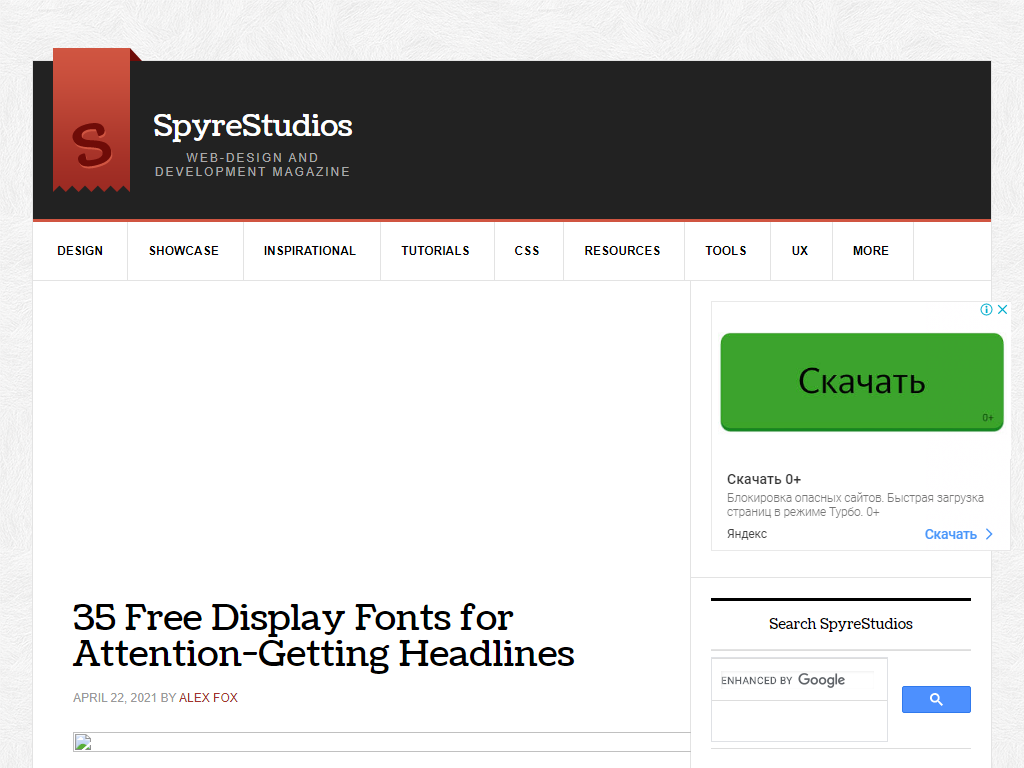 S
SpyreStudios
WEB-DESIGN AND
DEVELOPMENT MAGAZINE
DESIGN SHOWCASE INSPIRATIONAL TUTORIALS CSS RESOURCES TOOLS UX MORE
Скачать
0+
Скачать 0+
Блокировка опасных сайтов. Быстрая загрузка
страниц в режиме Турбо. 0+
Яндекс Скачать
35 Free Display Fonts for
Attention-Getting Headlines
APRIL 22, 2021 BY ALEX FOX
Search SpyreStudios
ENHANCED BY Google